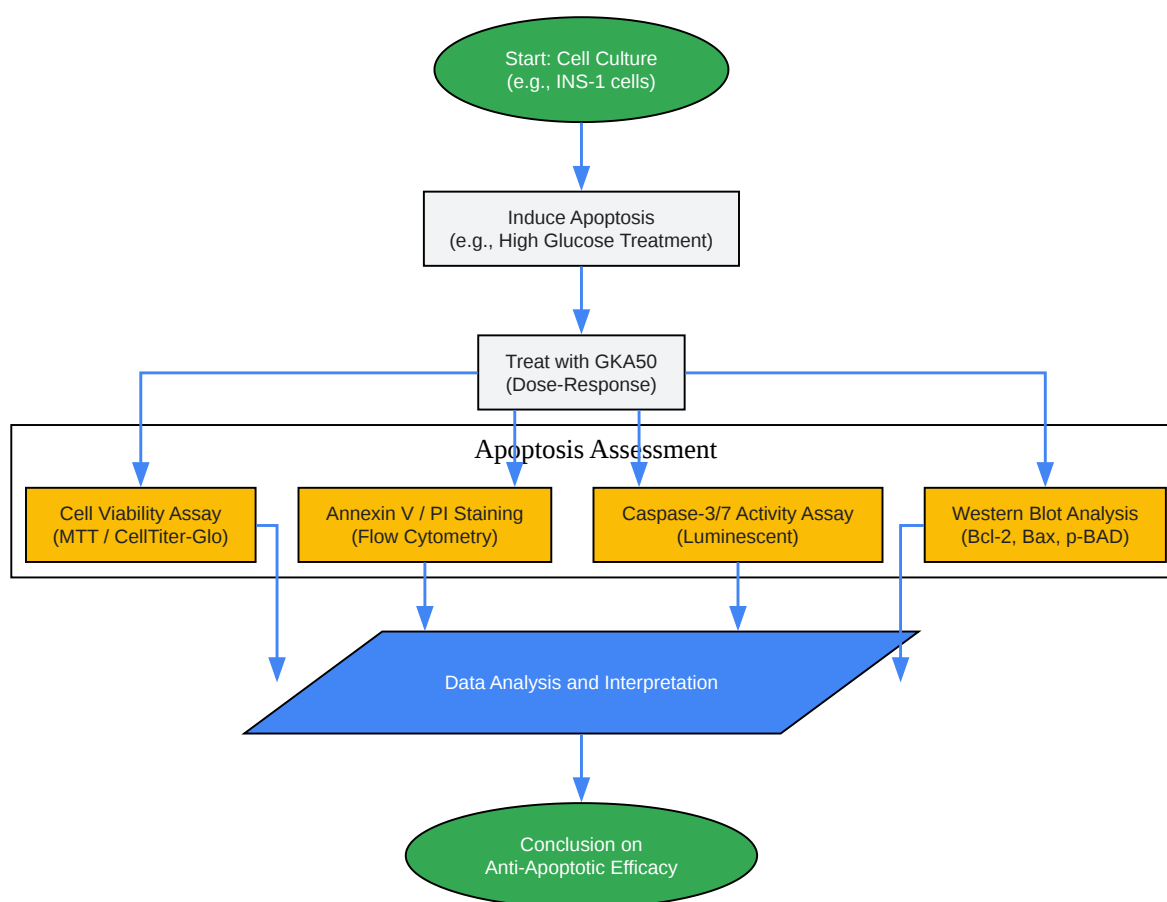 Start: Cell Culture
(e.g., INS-1 cells)
Induce Apoptosis
(e.g., High Glucose Treatment)
Treat with GKA50
(Dose-Response)
Apoptosis Assessment
Cell Viability Assay
(MTT / CellTiter-Glo)
Annexin V / PI Staining
(Flow Cytometry)
Caspase-3/7 Activity Assay
(Luminescent)
Western Blot Analysis
(Bcl-2, Bax, p-BAD)
Data Analysis and Interpretation
Conclusion on
Anti-Apoptotic Efficacy